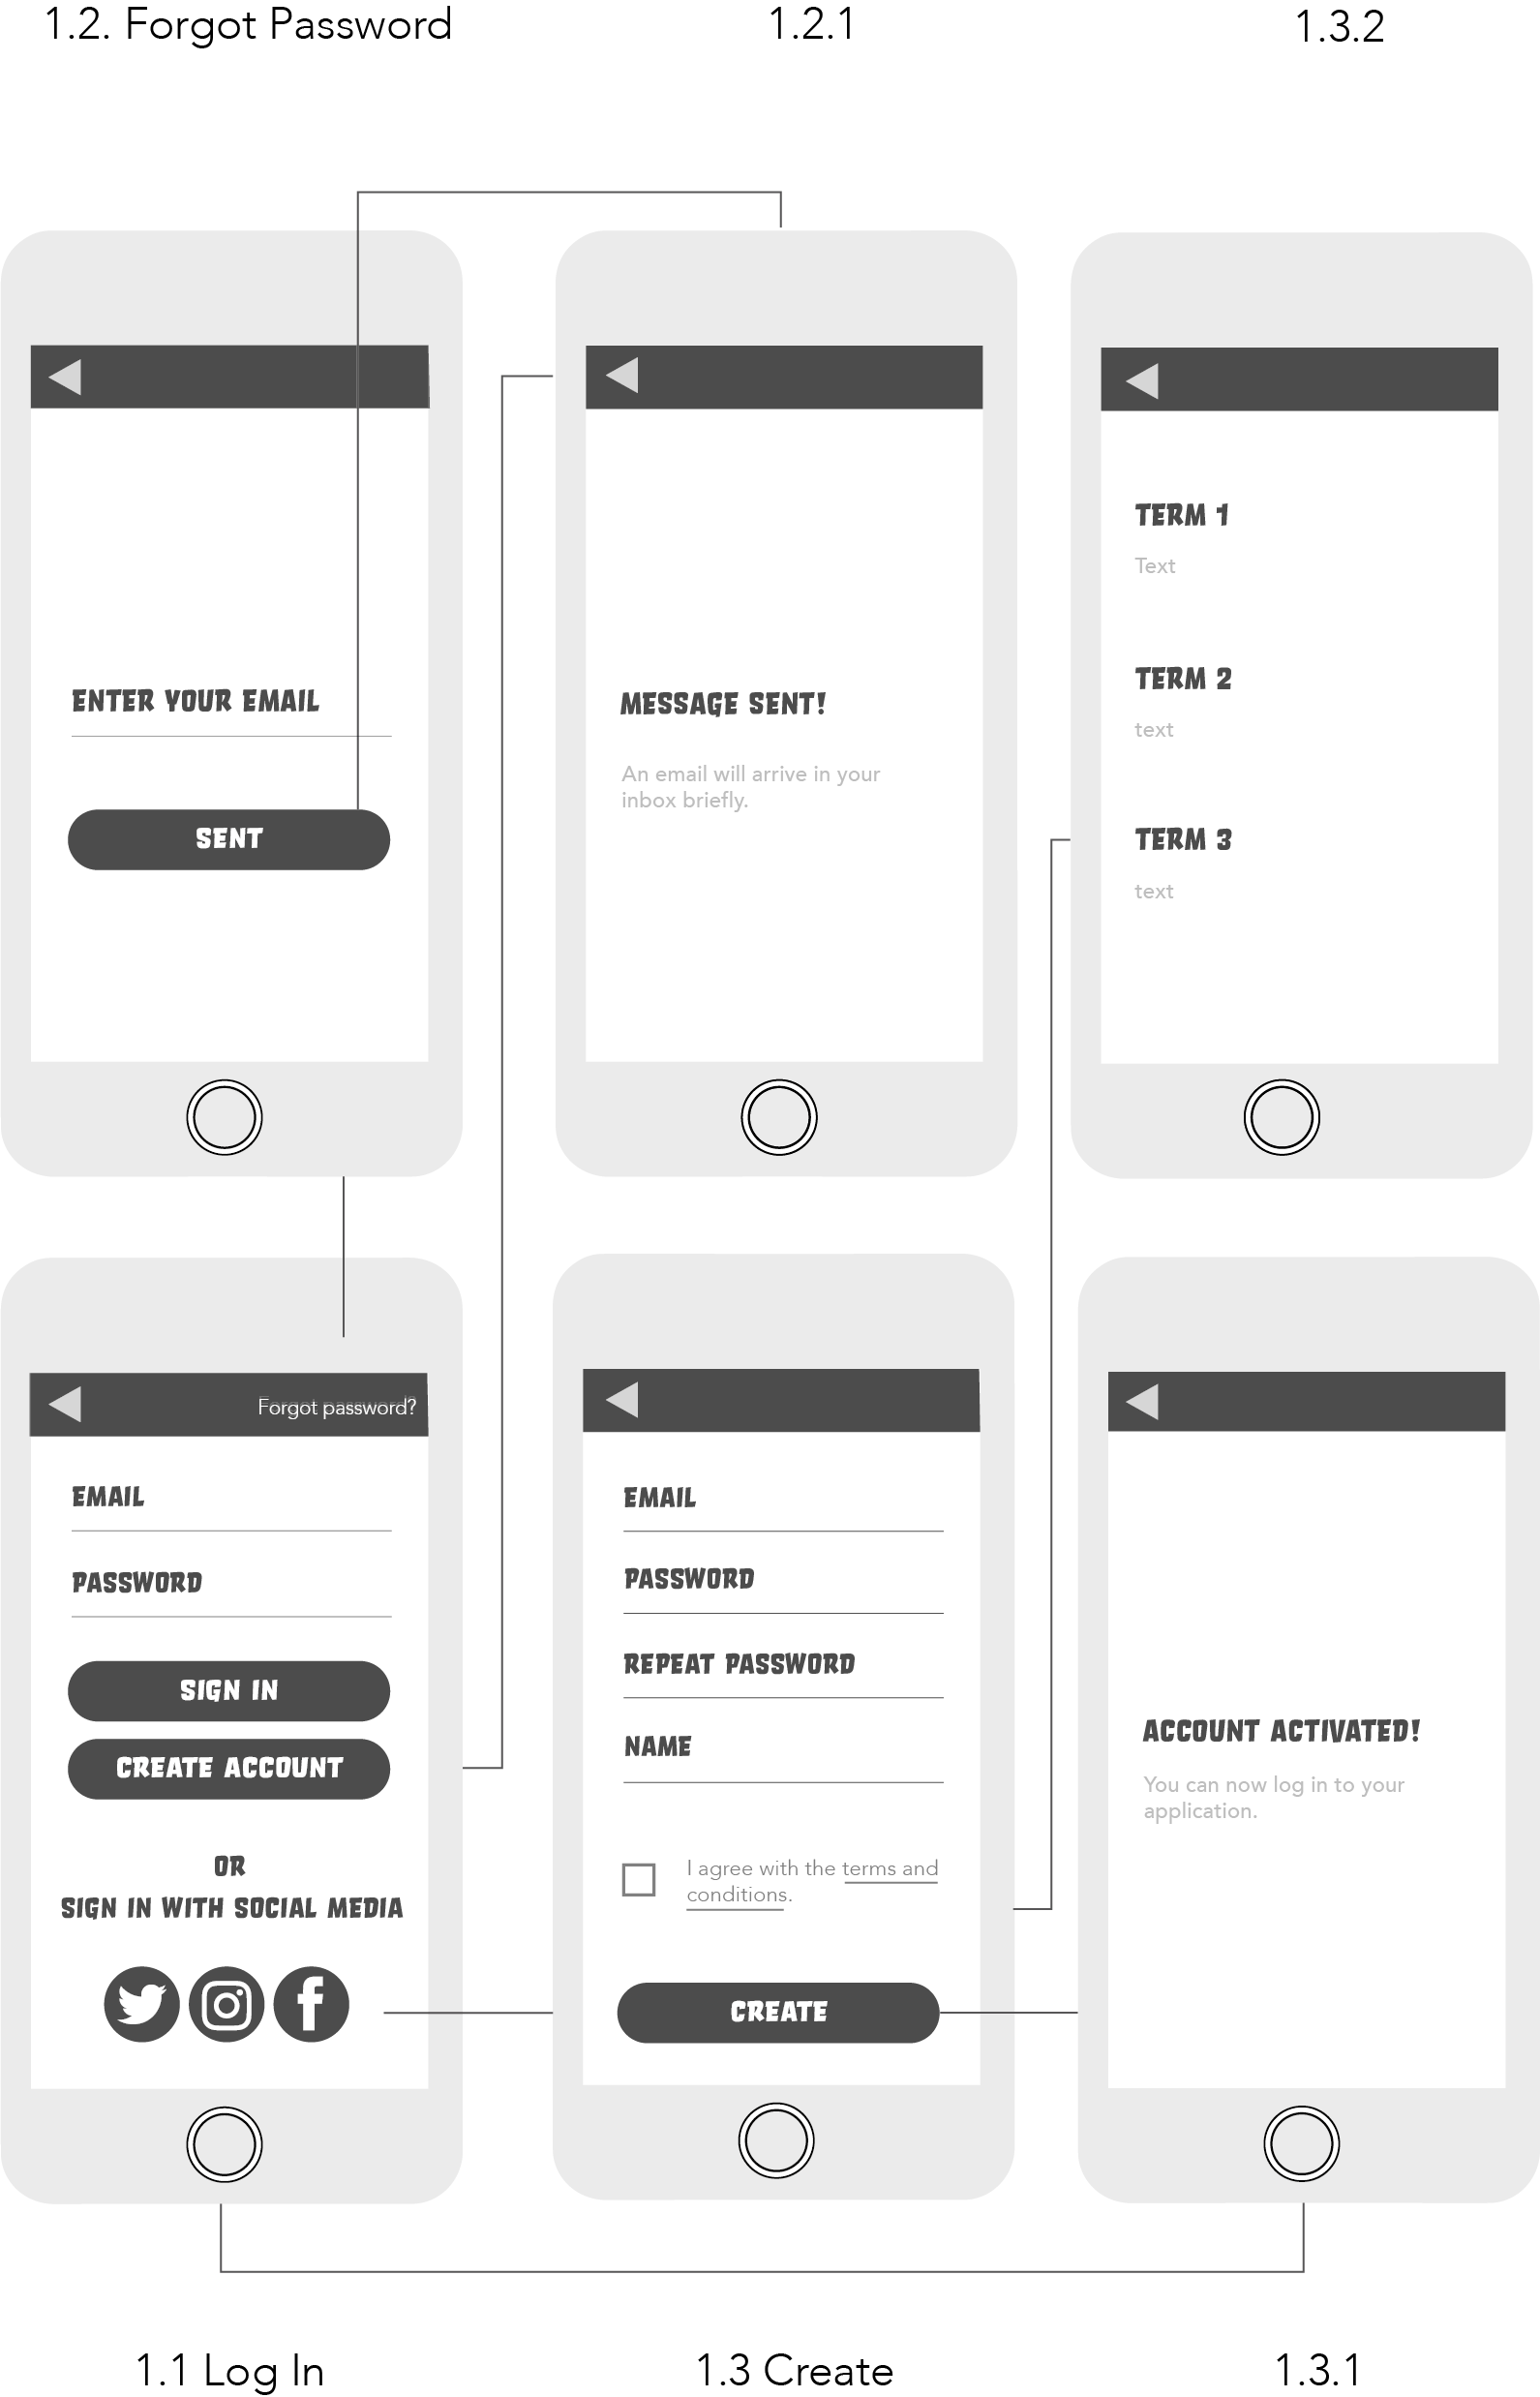 1.2. Forgot Password
1.2.1
1.3.2
ENTER YOUR EMAIL
SENT
MESSAGE SENT!
An email will arrive in your
inbox briefly.
TERM 1
Text
TERM 2
text
TERM 3
text
Forgot password?
EMAIL
PASSWORD
SIGN IN
CREATE ACCOUNT
OR
SIGN IN WITH SOCIAL MEDIA
EMAIL
PASSWORD
REPEAT PASSWORD
NAME
I agree with the terms and
conditions.
CREATE
ACCOUNT ACTIVATED!
You can now log in to your
application.
1.1 Log In
1.3 Create
1.3.1